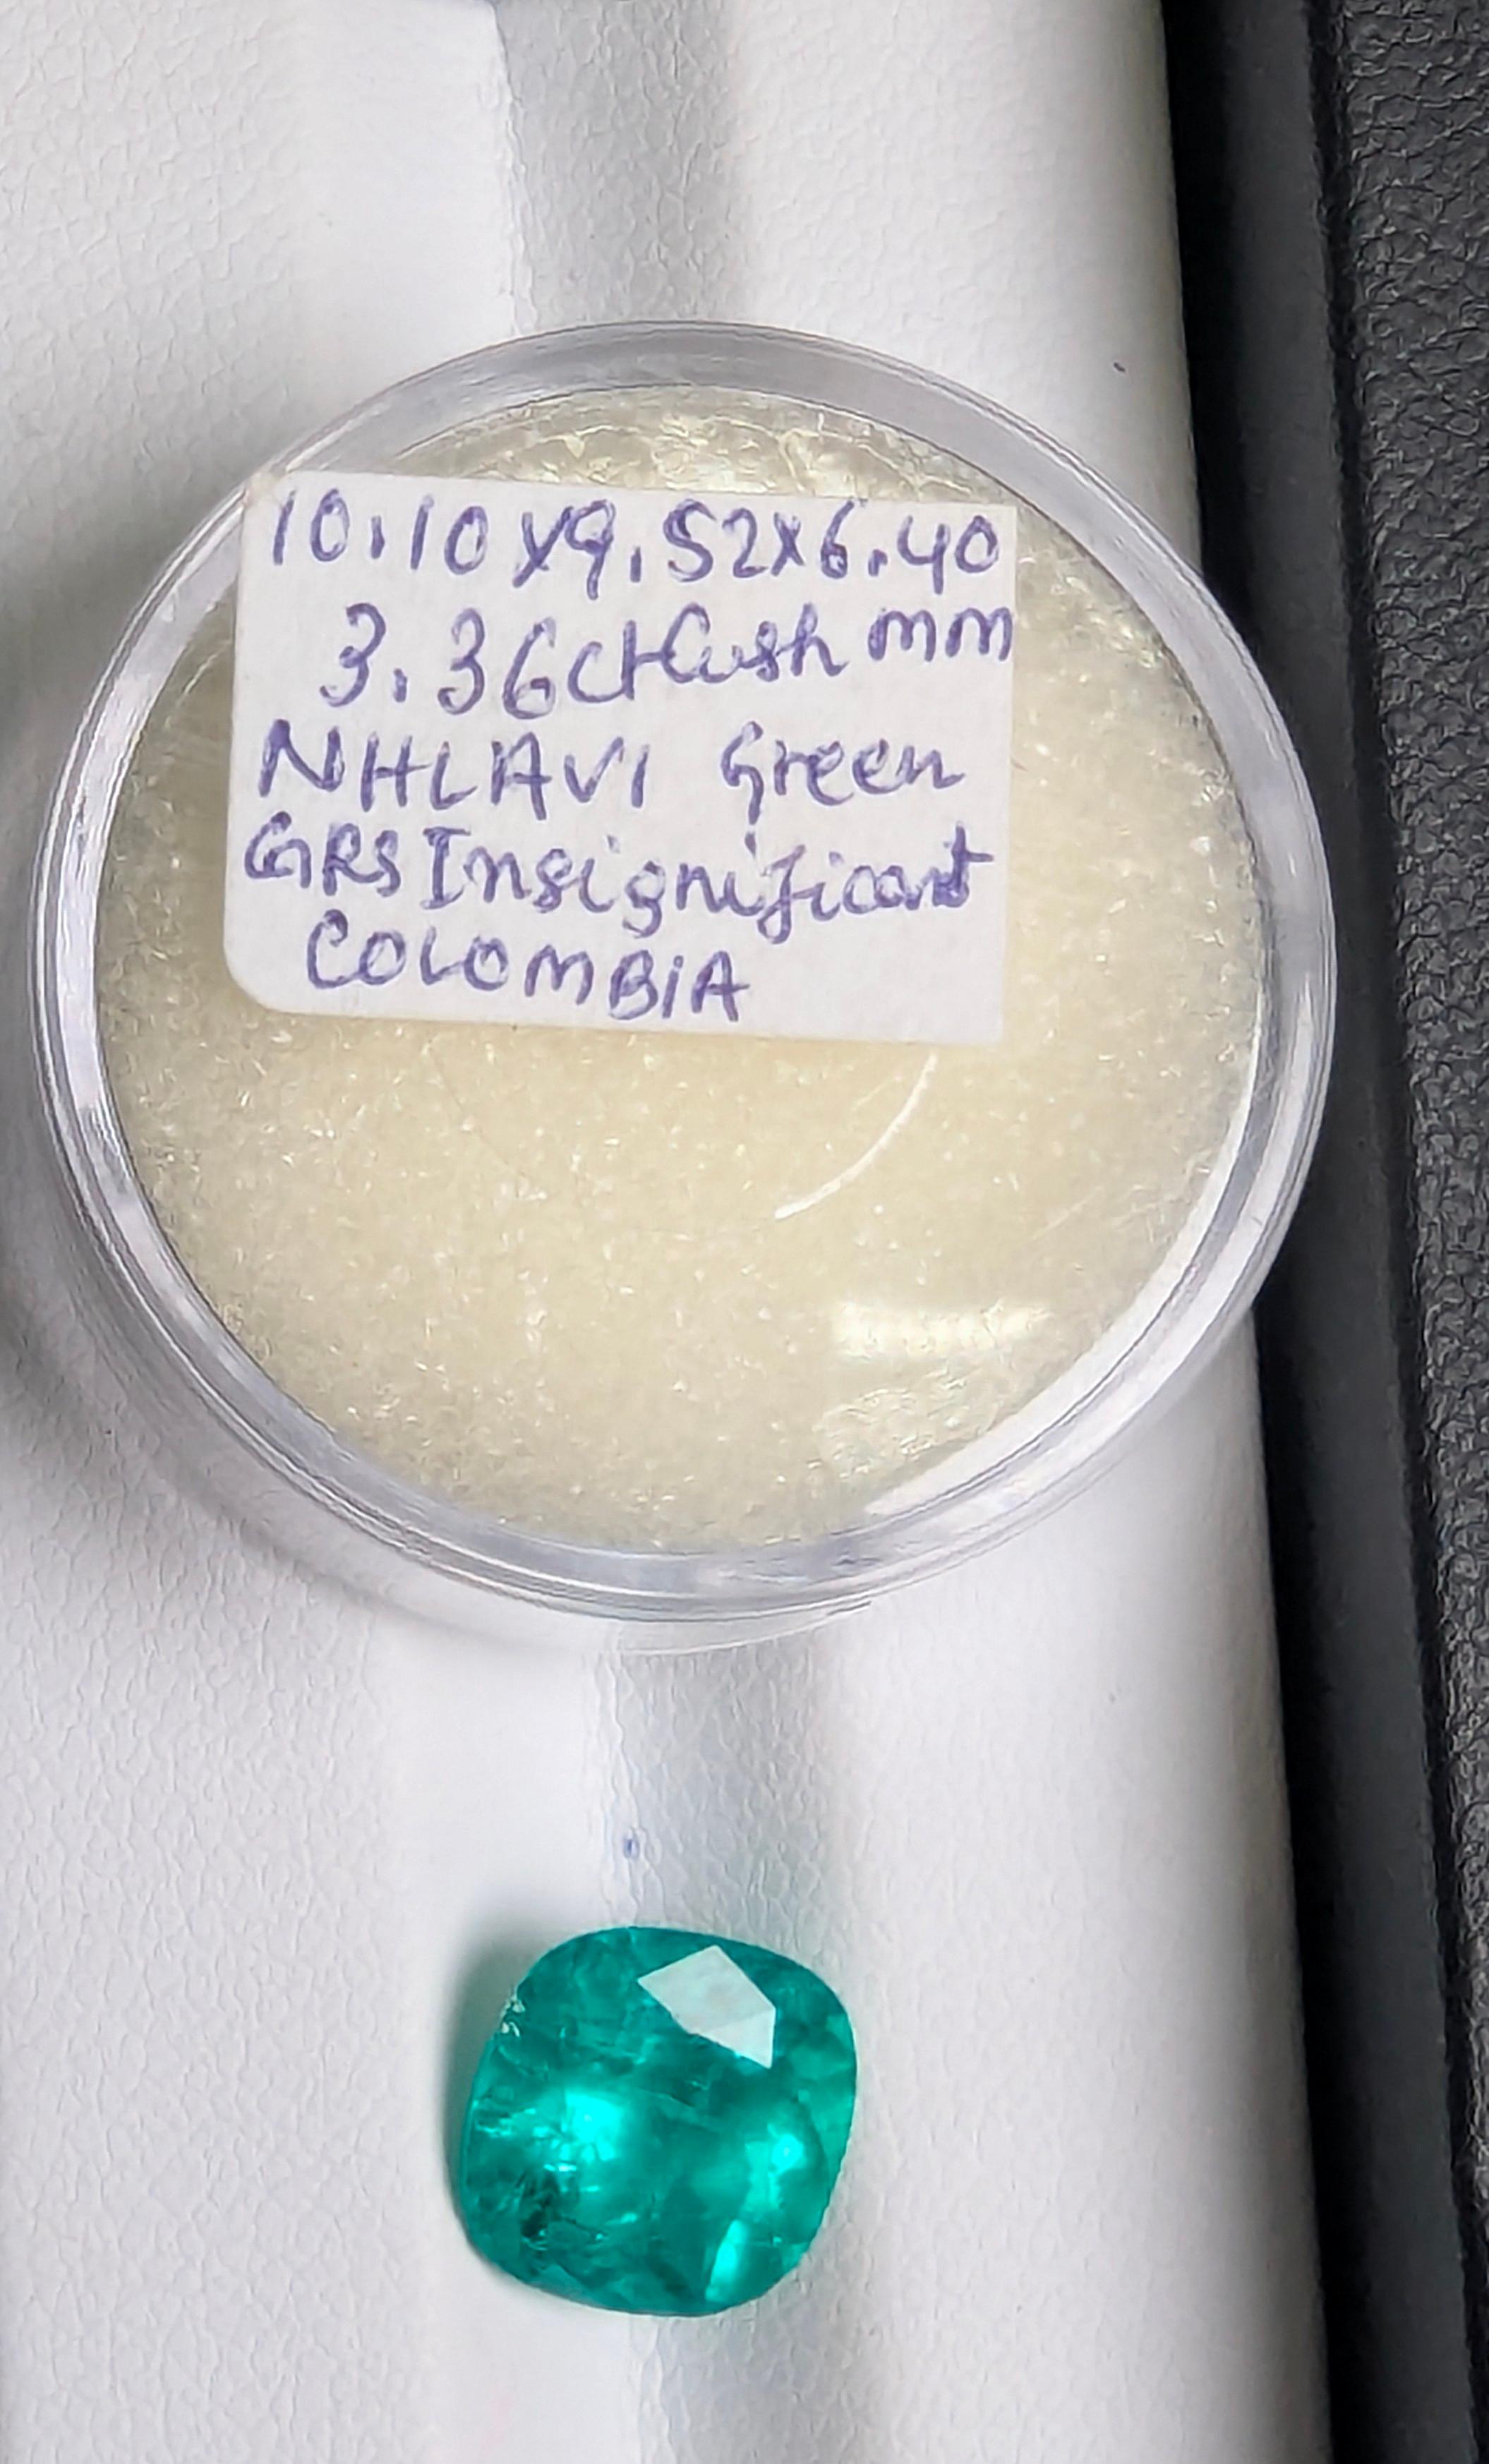 10.10x9.52x6.40
3.36ct Cush mm
NHLAVI Green
GRS Insignificant
COLOMBIA